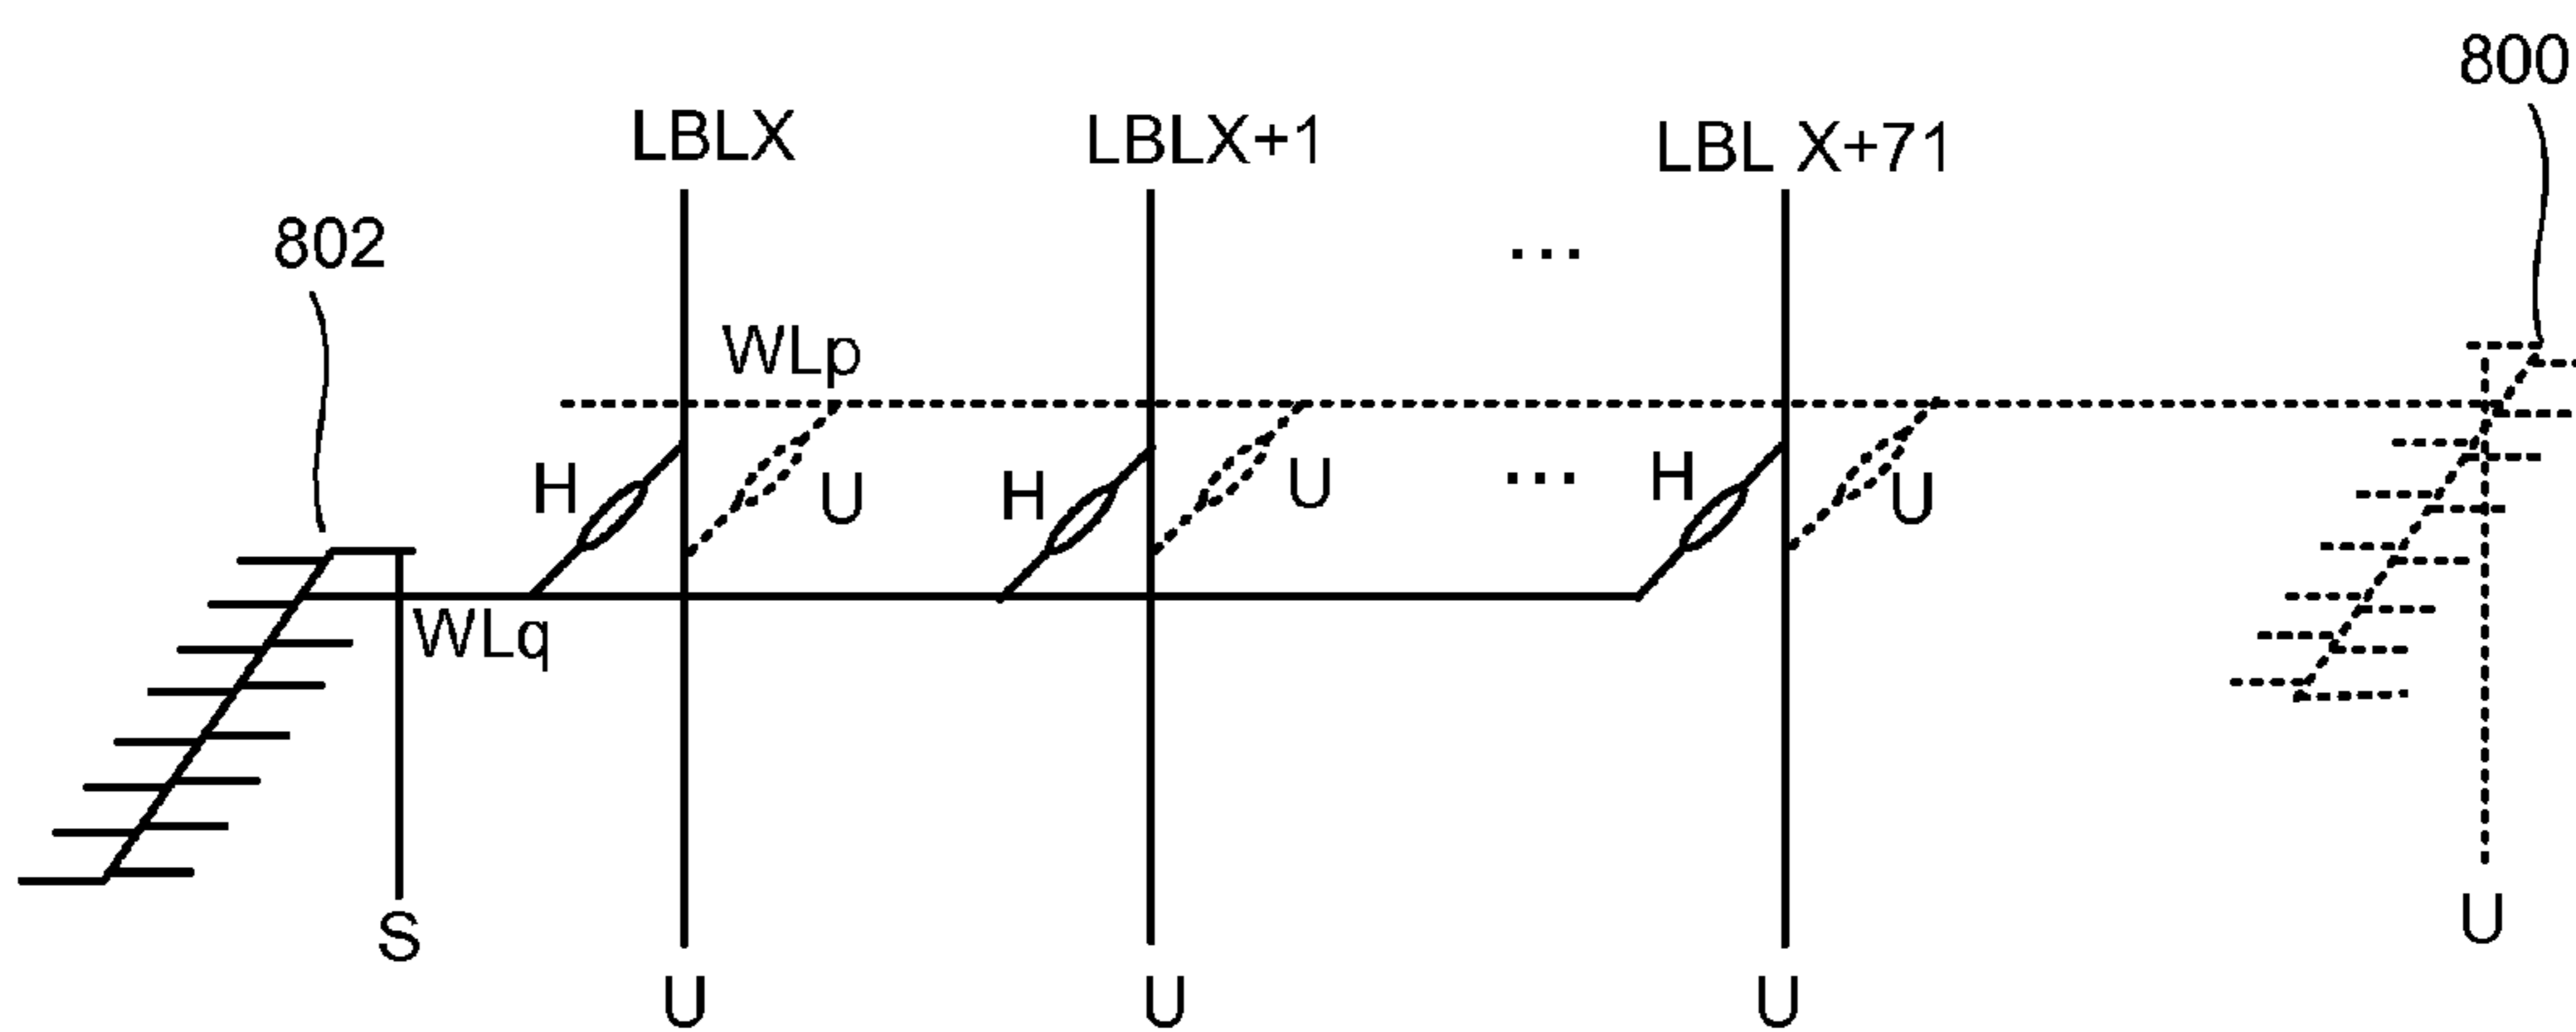 800
LBLX LBLX+1 LBL X+71
802
...
WLp
H U H U ... H U
WLq
S U
U U U